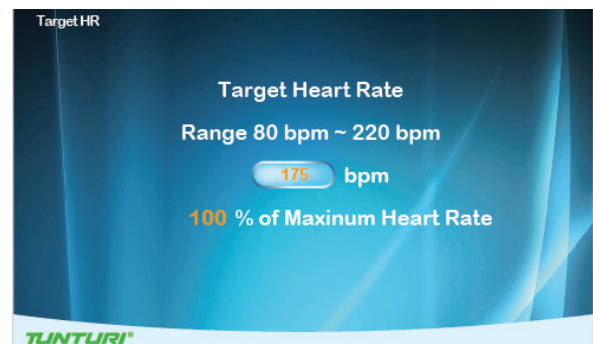 Target HR
Target Heart Rate
Range 80 bpm ~ 220 bpm
175 bpm
100 % of Maxinum Heart Rate
TUNTURI®